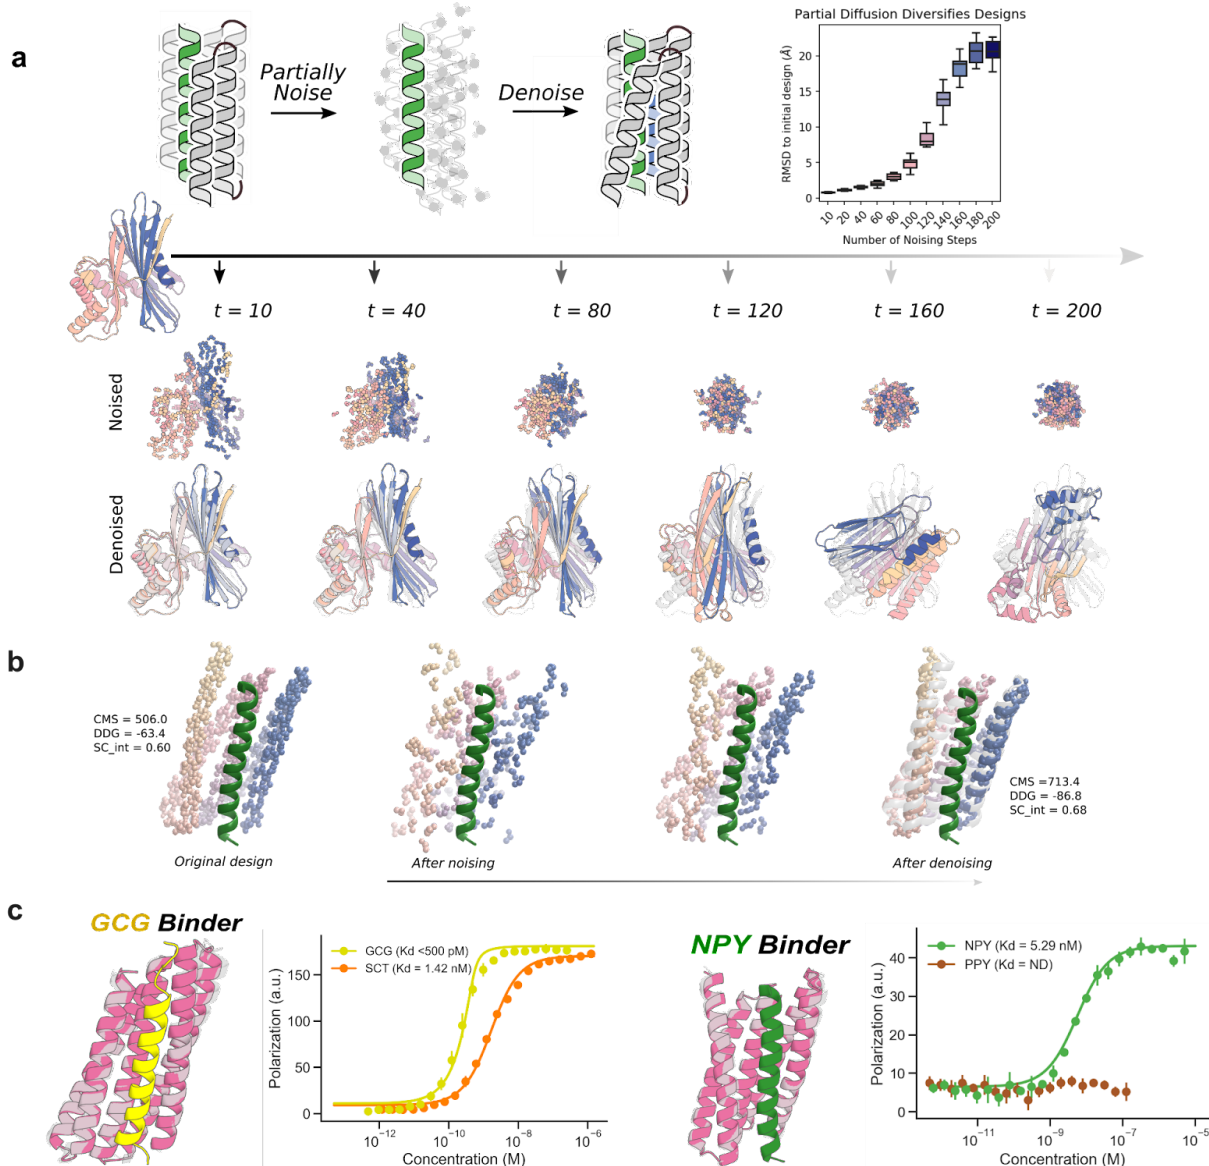 a
Partially
Noise
Denoise
Partial Diffusion Diversifies Designs
RMSD to initial design (Å)
20
15
10
5
0
10 20 40 60 80 100 120 140 160 180 200
Number of Noising Steps
t = 10 t = 40 t = 80 t = 120 t = 160 t = 200
Noised
Denoised
b
CMS = 506.0
DDG = -63.4
SC_int = 0.60
CMS =713.4
DDG = -86.8
SC_int = 0.68
Original design After noising After denoising
c
GCG Binder
Polarization (a.u.)
150
100
50
0
GCG (Kd <500 pM)
SCT (Kd = 1.42 nM)
10⁻¹² 10⁻¹⁰ 10⁻⁸ 10⁻⁶
Concentration (M)
NPY Binder
Polarization (a.u.)
40
30
20
10
0
NPY (Kd = 5.29 nM)
PPY (Kd = ND)
10⁻¹¹ 10⁻⁹ 10⁻⁷ 10⁻⁵
Concentration (M)